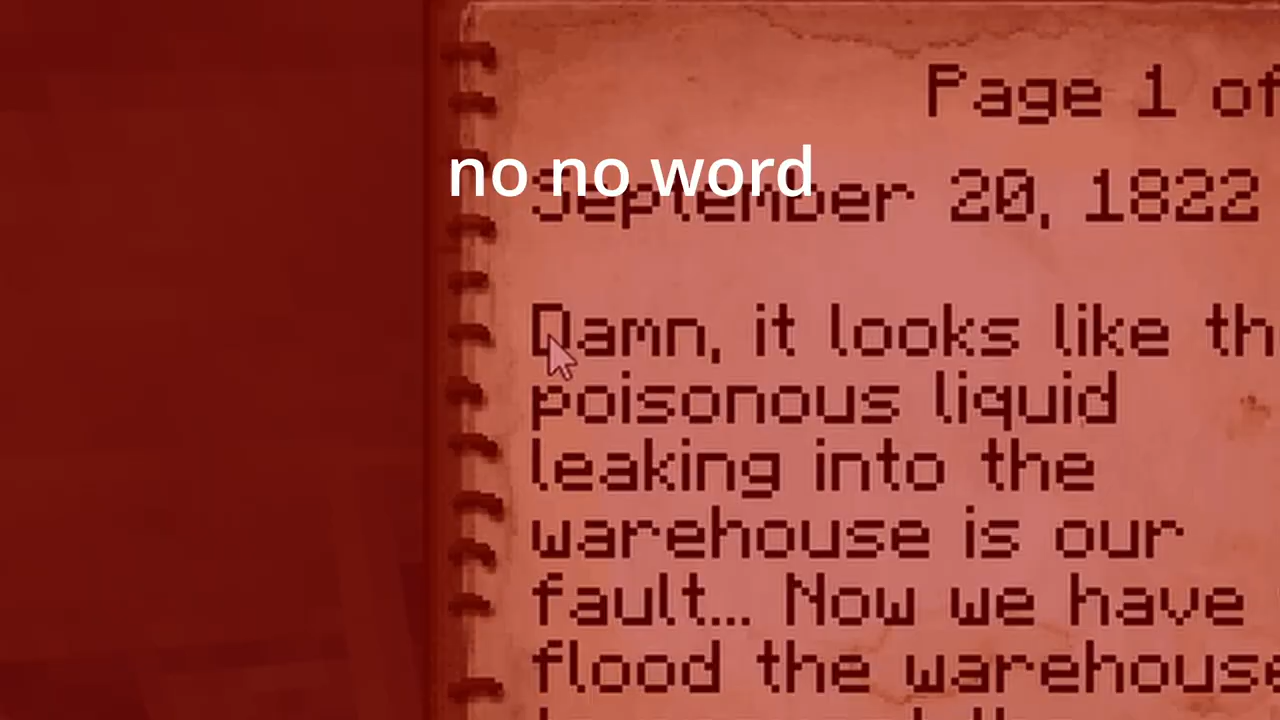 Page 1 of
no no word
September 20, 1822
Damn, it looks like th
poisonous liquid
leaking into the
warehouse is our
fault... Now we have
flood the warehouse